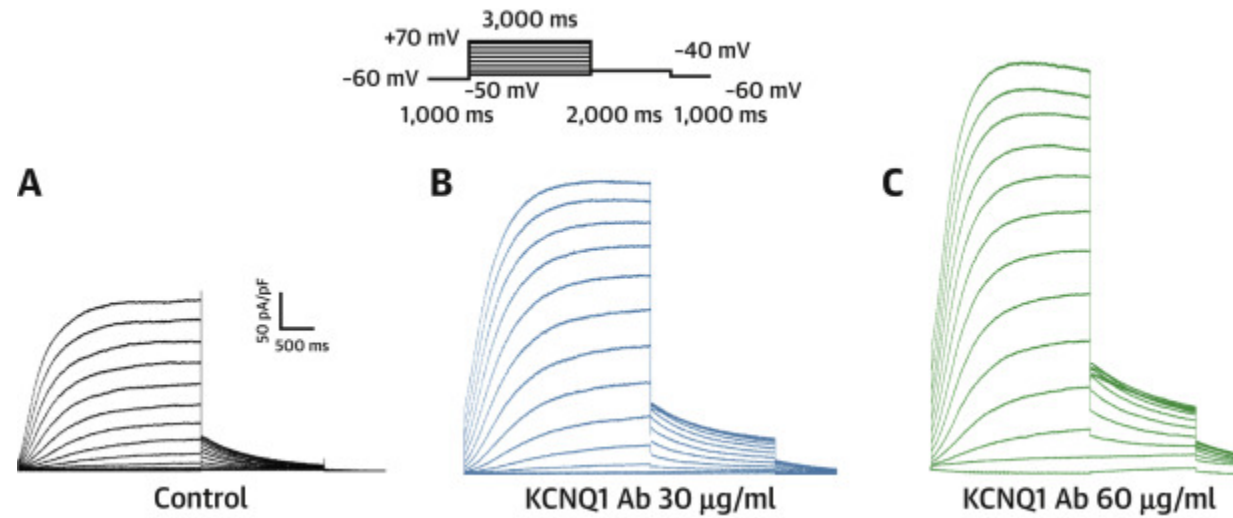 3,000 ms
+70 mV
−40 mV
−60 mV
−50 mV
−60 mV
1,000 ms
2,000 ms
1,000 ms
A
B
C
50 pA/pF
500 ms
Control
KCNQ1 Ab 30 μg/ml
KCNQ1 Ab 60 μg/ml